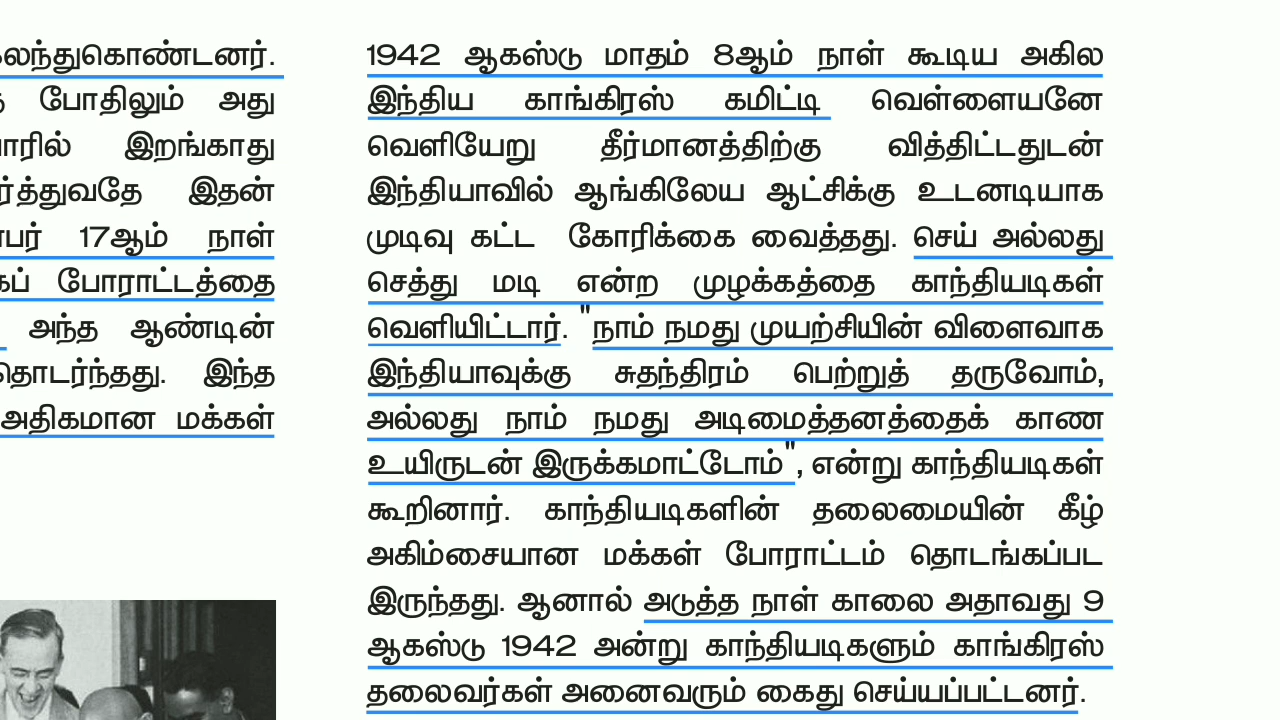 கலந்துகொண்டனர்.
போதிலும் அது
இறங்காது
இதன்
17ஆம் நாள்
போராட்டத்தை
அந்த ஆண்டின்
தொடர்ந்தது. இந்த
அதிகமான மக்கள்
1942 ஆகஸ்டு மாதம் 8ஆம் நாள் கூடிய அகில
இந்திய காங்கிரஸ் கமிட்டி வெள்ளையனே
வெளியேறு தீர்மானத்திற்கு வித்திட்டதுடன்
இந்தியாவில் ஆங்கிலேய ஆட்சிக்கு உடனடியாக
முடிவு கட்ட கோரிக்கை வைத்தது. செய் அல்லது
செத்து மடி என்ற முழக்கத்தை காந்தியடிகள்
வெளியிட்டார். "நாம் நமது முயற்சியின் விளைவாக
இந்தியாவுக்கு சுதந்திரம் பெற்றுத் தருவோம்,
அல்லது நாம் நமது அடிமைத்தனத்தைக் காண
உயிருடன் இருக்கமாட்டோம்", என்று காந்தியடிகள்
கூறினார். காந்தியடிகளின் தலைமையின் கீழ்
அகிம்சையான மக்கள் போராட்டம் தொடங்கப்பட
இருந்தது. ஆனால் அடுத்த நாள் காலை அதாவது 9
ஆகஸ்டு 1942 அன்று காந்தியடிகளும் காங்கிரஸ்
தலைவர்கள் அனைவரும் கைது செய்யப்பட்டனர்.